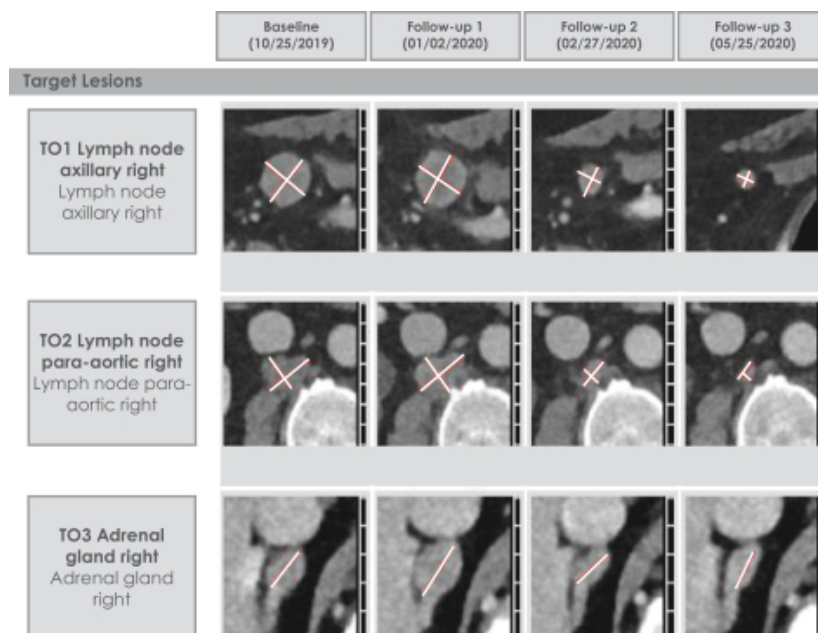 Baseline
(10/25/2019)
Follow-up 1
(01/02/2020)
Follow-up 2
(02/27/2020)
Follow-up 3
(05/25/2020)
Target Lesions
TO1 Lymph node
axillary right
Lymph node
axillary right
TO2 Lymph node
para-aortic right
Lymph node para-
aortic right
TO3 Adrenal
gland right
Adrenal gland
right